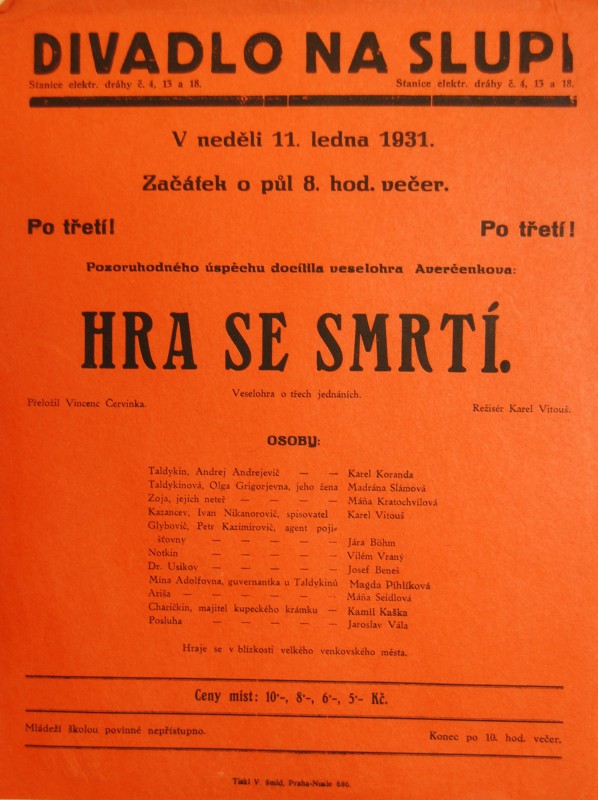 DIVADLO NA SLUPI
Stanice elektr. dráhy č. 4, 13 a 18. Stanice elektr. dráhy č. 4, 13 a 18.
V neděli 11. ledna 1931.
Začátek o půl 8. hod. večer.
Po třetí! Po třetí!
Pozoruhodného úspěchu docílila veselohra Averčenkova:
HRA SE SMRTÍ.
Veselohra o třech jednáních.
Přeložil Vincenc Červinka. Režisér Karel Vitouš.
OSOBY:
Taldykin, Andrej Andrejevič — — Karel Koranda
Taldykinová, Olga Grigorjevna, jeho žena Madrána Slámová
Zoja, jejich neteř — — — — Máňa Kratochvílová
Kazancev, Ivan Nikanorovič, spisovatel Karel Vitouš
Glybovič, Petr Kazimirovič, agent poji-
šťovny — — — — — Jára Böhm
Notkin — — — — — Vilém Vraný
Dr. Usikov — — — — — Josef Beneš
Mina Adolfovna, guvernantka u Taldykinů Magda Pihlíková
Ariša — — — — — — Máňa Seidlová
Charičkin, majitel kupeckého krámku — Kamil Kaška
Posluha — — — — — Jaroslav Vála
Hraje se v blízkosti velkého venkovského města.
Ceny míst: 10·-, 8·-, 6·-, 5·- Kč.
Mládeži školou povinné nepřístupno. Konec po 10. hod. večer.
Tiskl V. Šmíd, Praha-Nusle 686.